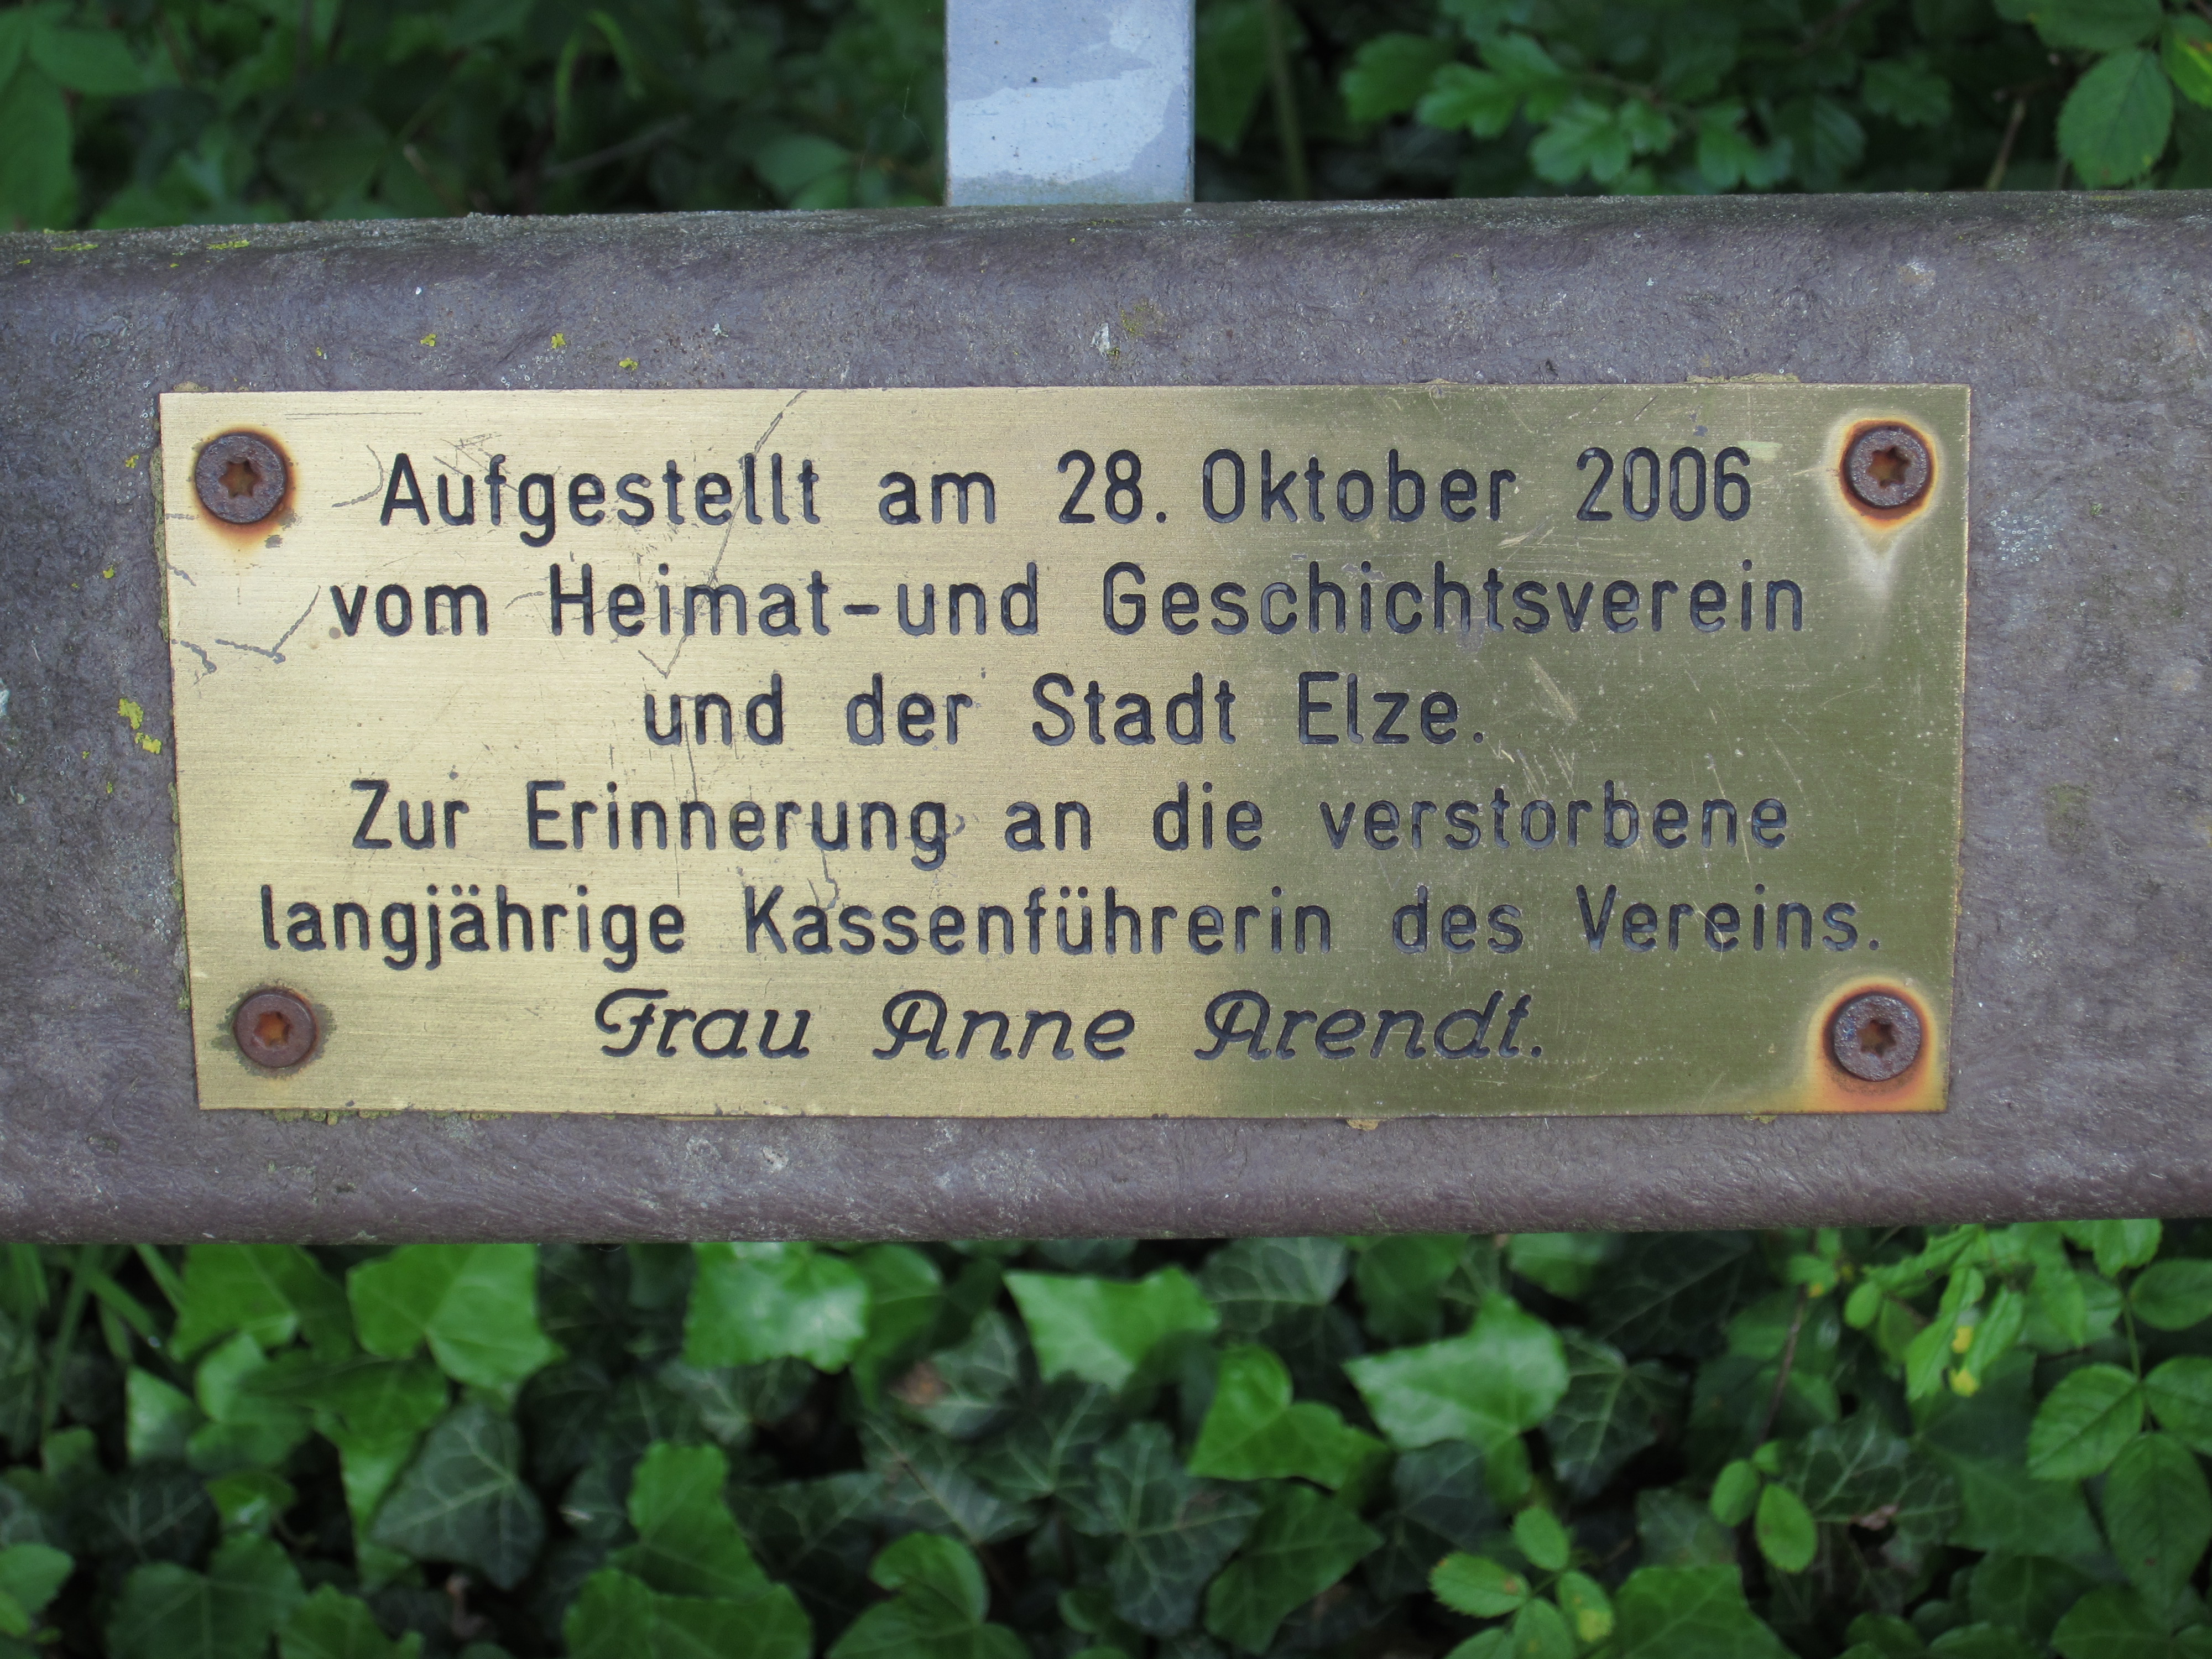 Aufgestellt am 28. Oktober 2006
vom Heimat-und Geschichtsverein
und der Stadt Elze.
Zur Erinnerung an die verstorbene
langjährige Kassenführerin des Vereins.
Frau Anne Arendt.